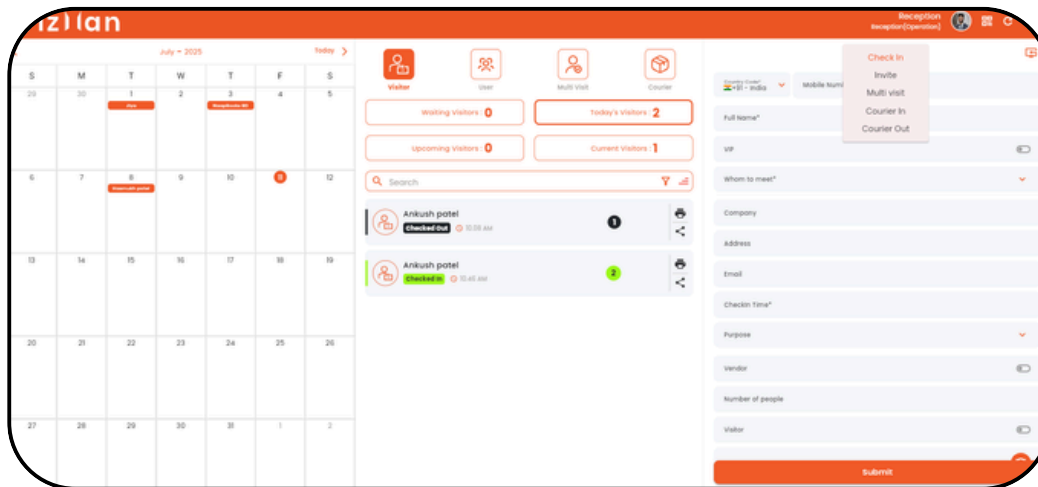 izilan
Reception
Reception(Operation)
July - 2025
Today
S M T W T F S
29 30 1 2 3 4 5
6 7 8 9 10 11 12
13 14 15 16 17 18 19
20 21 22 23 24 25 26
27 28 29 30 31 1 2
Visitor
User
Multi Visit
Courier
Waiting Visitors : 0
Today's Visitors : 2
Upcoming Visitors : 0
Current Visitors : 1
Search
Ankush patel
Checked Out
10:38 AM
1
Ankush patel
Checked In
10:46 AM
2
Check In
Invite
Multi visit
Courier In
Courier Out
Country Code*
+91 - India
Mobile Num
Full Name*
VIP
Whom to meet*
Company
Address
Email
Checkin Time*
Purpose
Vendor
Number of people
Visitor
Submit